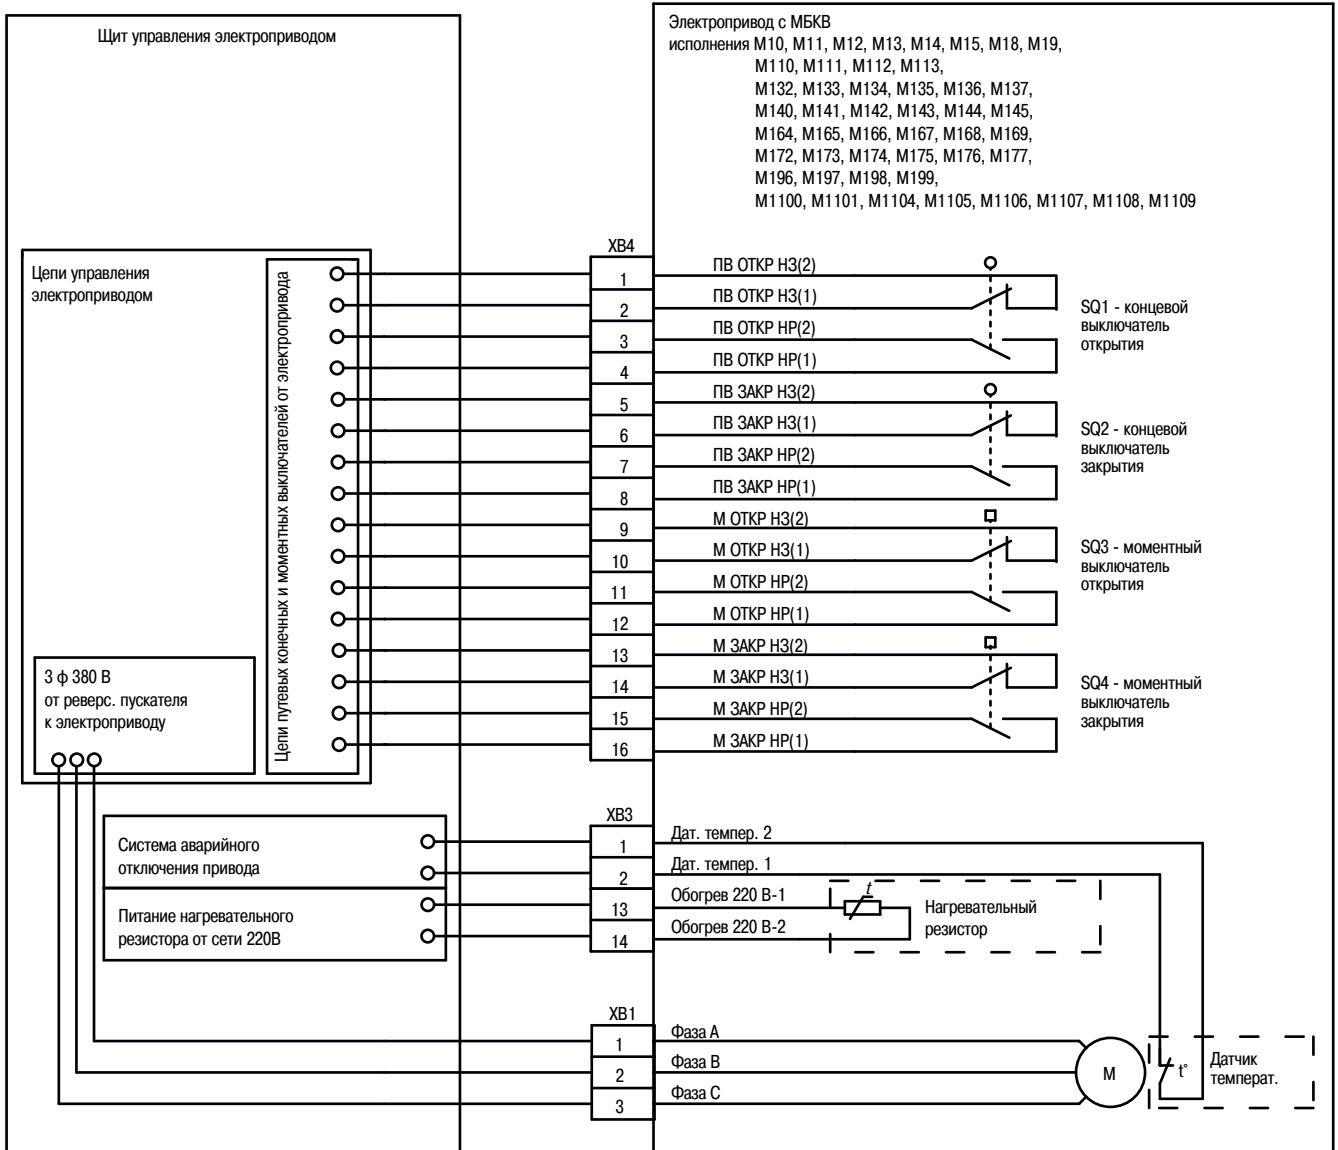 Щит управления электроприводом
Электропривод с МБКВ
исполнения М10, М11, М12, М13, М14, М15, М18, М19,
М110, М111, М112, М113,
М132, М133, М134, М135, М136, М137,
М140, М141, М142, М143, М144, М145,
М164, М165, М166, М167, М168, М169,
М172, М173, М174, М175, М176, М177,
М196, М197, М198, М199,
М1100, М1101, М1104, М1105, М1106, М1107, М1108, М1109
Цепи управления
электроприводом
Цепи путевых конечных и моментных выключателей от электропривода
3 ф 380 В
от реверс. пускателя
к электроприводу
ХВ4
1
ПВ ОТКР НЗ(2)
2
ПВ ОТКР НЗ(1)
3
ПВ ОТКР НР(2)
4
ПВ ОТКР НР(1)
SQ1 - концевой
выключатель
открытия
5
ПВ ЗАКР НЗ(2)
6
ПВ ЗАКР НЗ(1)
7
ПВ ЗАКР НР(2)
8
ПВ ЗАКР НР(1)
SQ2 - концевой
выключатель
закрытия
9
М ОТКР НЗ(2)
10
М ОТКР НЗ(1)
11
М ОТКР НР(2)
12
М ОТКР НР(1)
SQ3 - моментный
выключатель
открытия
13
М ЗАКР НЗ(2)
14
М ЗАКР НЗ(1)
15
М ЗАКР НР(2)
16
М ЗАКР НР(1)
SQ4 - моментный
выключатель
закрытия
Система аварийного
отключения привода
Питание нагревательного
резистора от сети 220В
ХВ3
1
Дат. темпер. 2
2
Дат. темпер. 1
13
Обогрев 220 В-1
14
Обогрев 220 В-2
t
Нагревательный
резистор
ХВ1
1
Фаза А
2
Фаза В
3
Фаза С
М
t°
Датчик
температ.